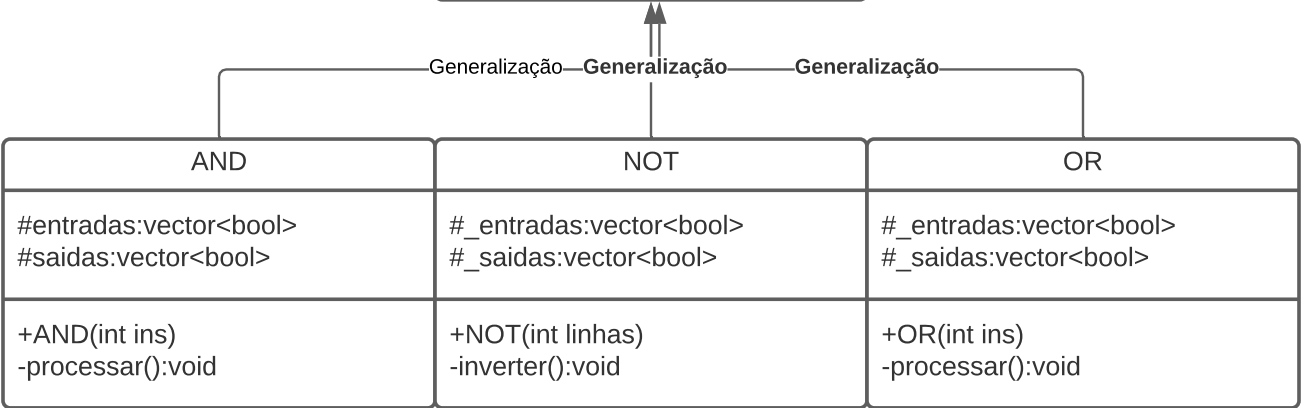 Generalização Generalização Generalização
AND
#entradas:vector<bool>
#saidas:vector<bool>
+AND(int ins)
-processar():void
NOT
#_entradas:vector<bool>
#_saidas:vector<bool>
+NOT(int linhas)
-inverter():void
OR
#_entradas:vector<bool>
#_saidas:vector<bool>
+OR(int ins)
-processar():void